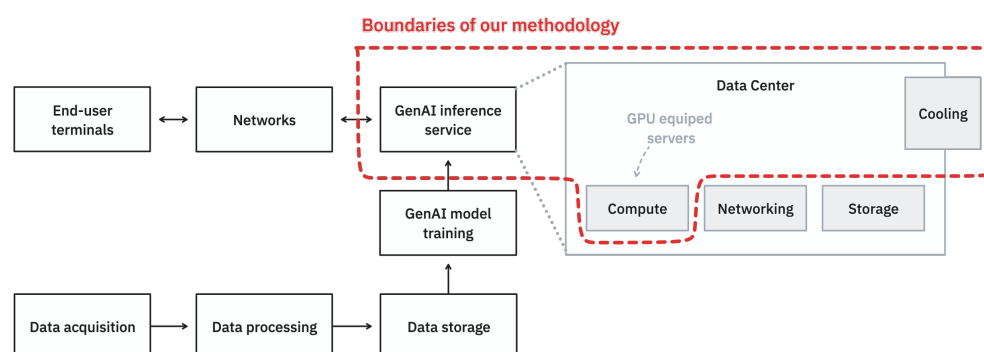 Boundaries of our methodology
End-user
terminals
Networks
GenAI inference
service
Data Center
GPU equiped
servers
Cooling
Compute
Networking
Storage
GenAI model
training
Data acquisition
Data processing
Data storage